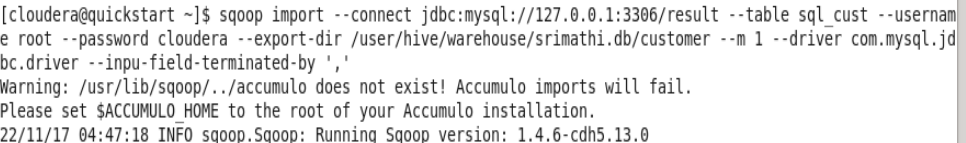 [cloudera@quickstart ~]$ sqoop import --connect jdbc:mysql://127.0.0.1:3306/result --table sql_cust --usernam
e root --password cloudera --export-dir /user/hive/warehouse/srimathi.db/customer --m 1 --driver com.mysql.jd
bc.driver --inpu-field-terminated-by ','
Warning: /usr/lib/sqoop/../accumulo does not exist! Accumulo imports will fail.
Please set $ACCUMULO_HOME to the root of your Accumulo installation.
22/11/17 04:47:18 INFO sqoop.Sqoop: Running Sqoop version: 1.4.6-cdh5.13.0